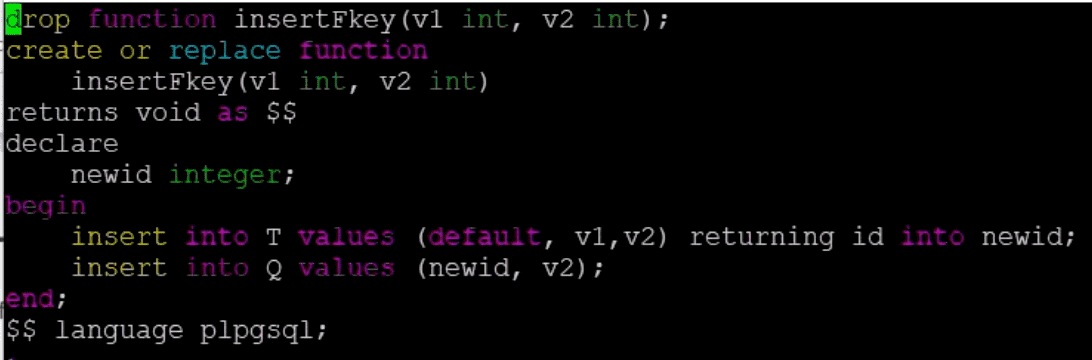 drop function insertFkey(v1 int, v2 int);
create or replace function
    insertFkey(v1 int, v2 int)
returns void as $$
declare
    newid integer;
begin
    insert into T values (default, v1,v2) returning id into newid;
    insert into Q values (newid, v2);
end;
$$ language plpgsql;